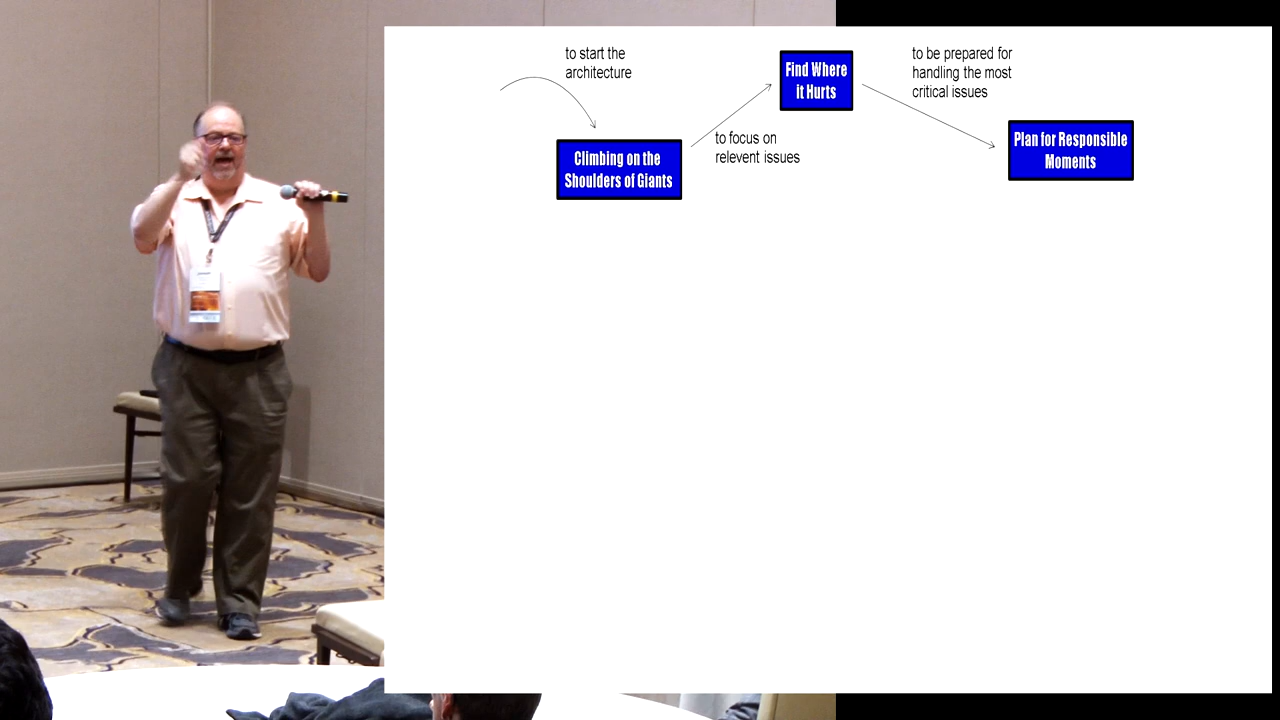 to start the
architecture
Climbing on the
Shoulders of Giants
to focus on
relevent issues
Find Where
it Hurts
to be prepared for
handling the most
critical issues
Plan for Responsible
Moments